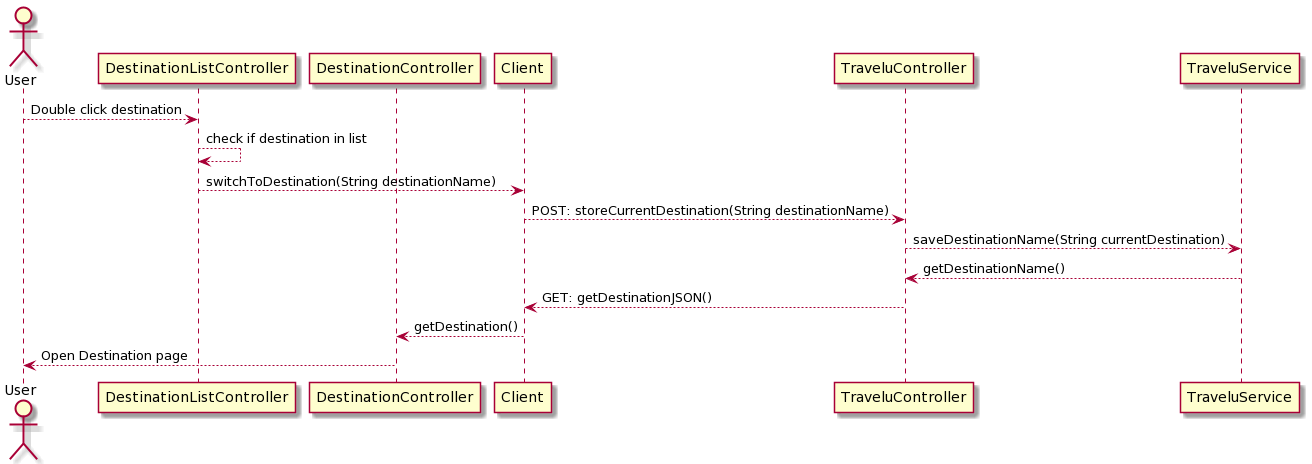 User
DestinationListController
DestinationController
Client
TraveluController
TraveluService
Double click destination
check if destination in list
switchToDestination(String destinationName)
POST: storeCurrentDestination(String destinationName)
saveDestinationName(String currentDestination)
getDestinationName()
GET: getDestinationJSON()
getDestination()
Open Destination page
User
DestinationListController
DestinationController
Client
TraveluController
TraveluService